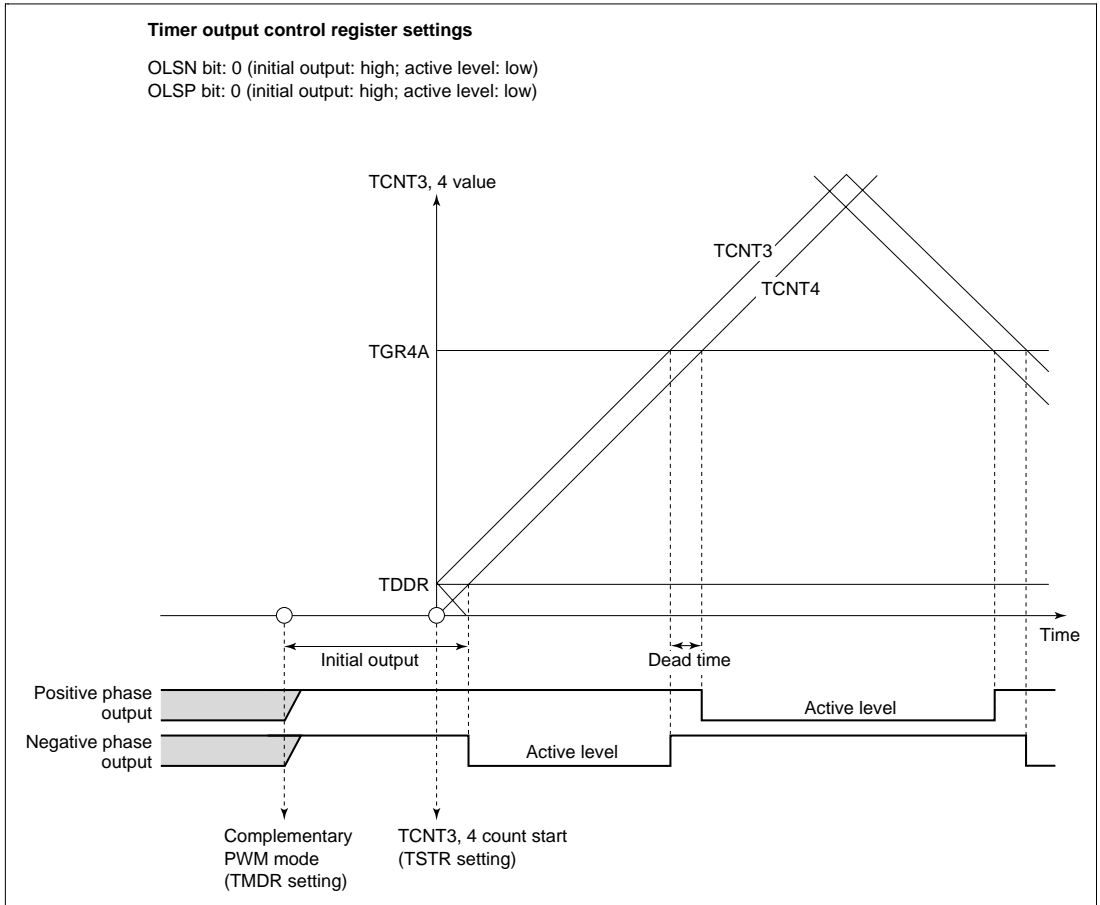 Timer output control register settings
OLSN bit: 0 (initial output: high; active level: low)
OLSP bit: 0 (initial output: high; active level: low)
TCNT3, 4 value
TCNT3
TCNT4
TGR4A
TDDR
Time
Initial output
Dead time
Positive phase
output
Active level
Negative phase
output
Active level
Complementary
PWM mode
(TMDR setting)
TCNT3, 4 count start
(TSTR setting)